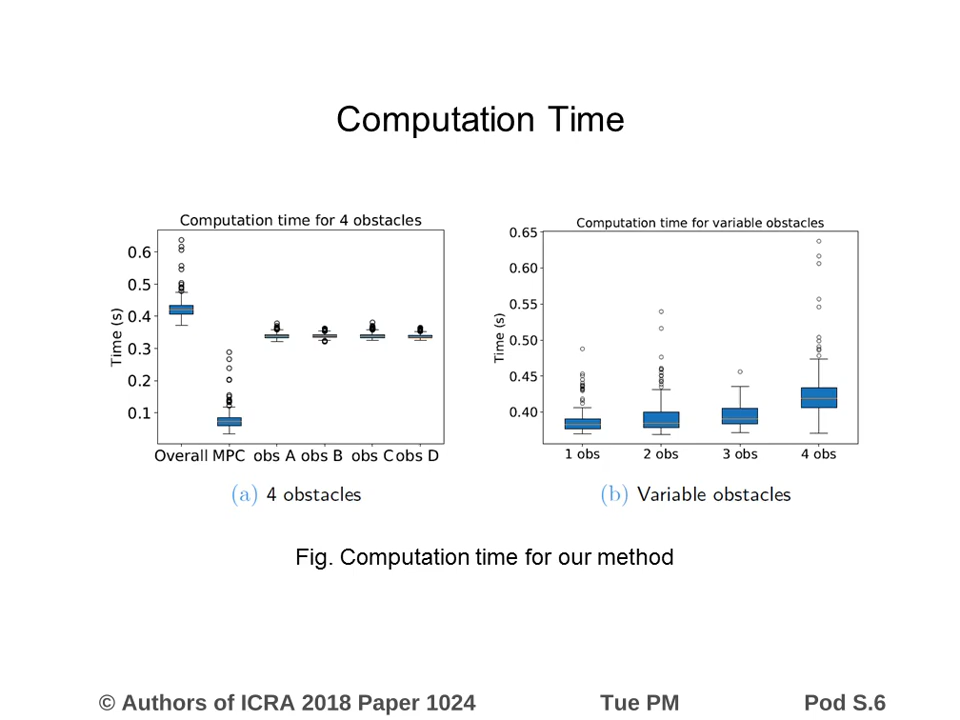 Computation Time
Computation time for 4 obstacles
Time (s)
0.6
0.5
0.4
0.3
0.2
0.1
Overall MPC obs A obs B obs C obs D
(a) 4 obstacles
Computation time for variable obstacles
Time (s)
0.65
0.60
0.55
0.50
0.45
0.40
1 obs 2 obs 3 obs 4 obs
(b) Variable obstacles
Fig. Computation time for our method
© Authors of ICRA 2018 Paper 1024 Tue PM Pod S.6